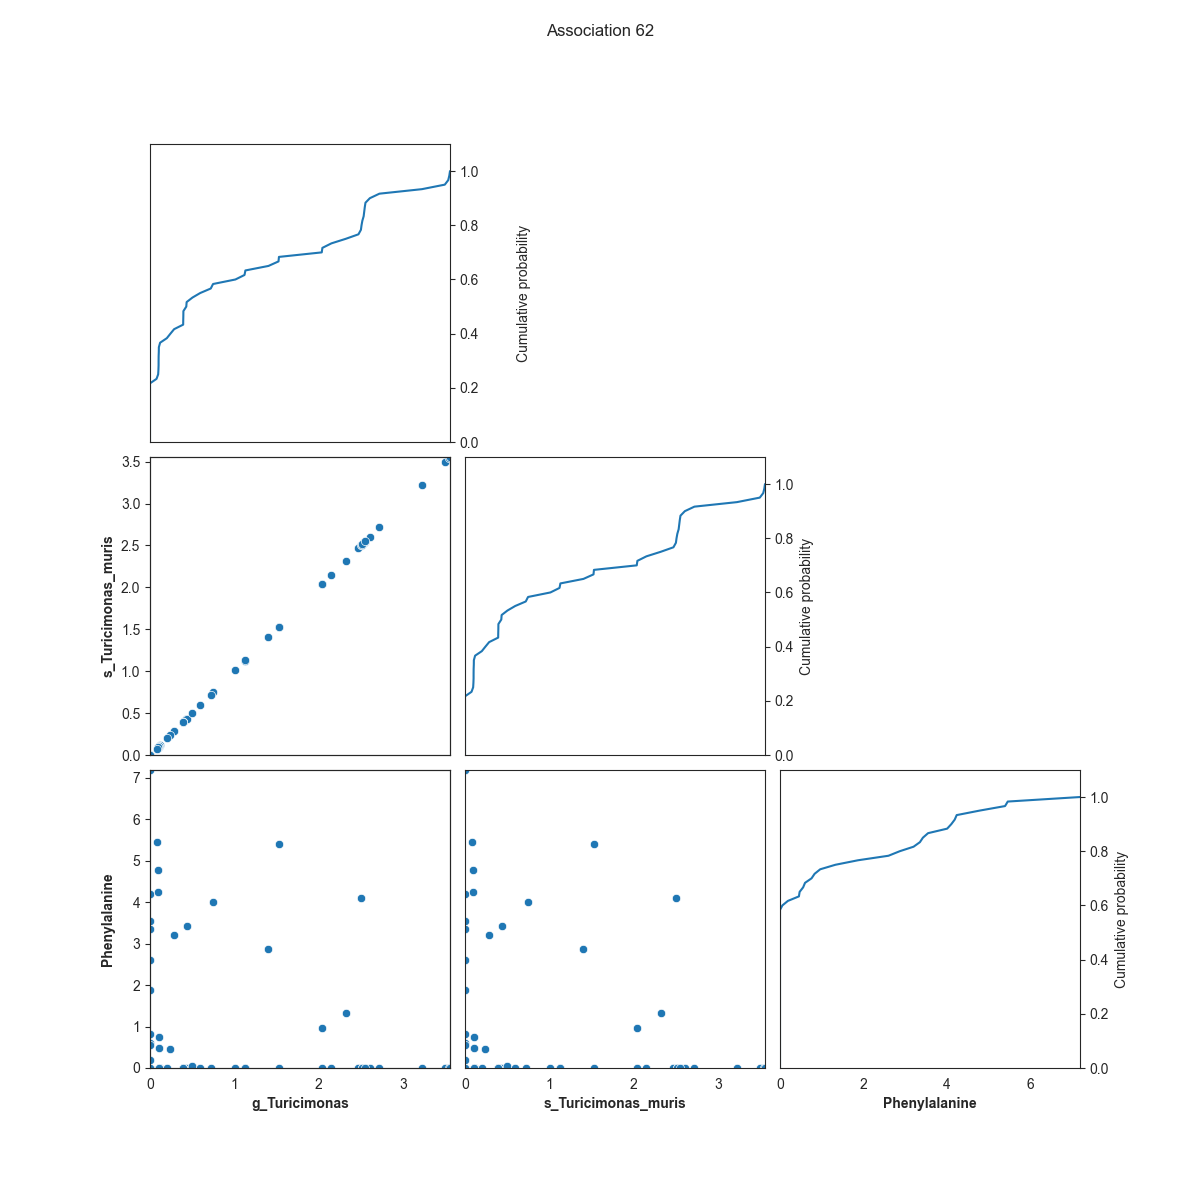 Association 62
1.0
0.8
0.6
0.4
0.2
0.0
Cumulative probability
3.5
3.0
2.5
2.0
1.5
1.0
0.5
0.0
s_Turicimonas_muris
1.0
0.8
0.6
0.4
0.2
0.0
Cumulative probability
7
6
5
4
3
2
1
0
Phenylalanine
1.0
0.8
0.6
0.4
0.2
0.0
Cumulative probability
0 1 2 3
g_Turicimonas
0 1 2 3
s_Turicimonas_muris
0 2 4 6
Phenylalanine